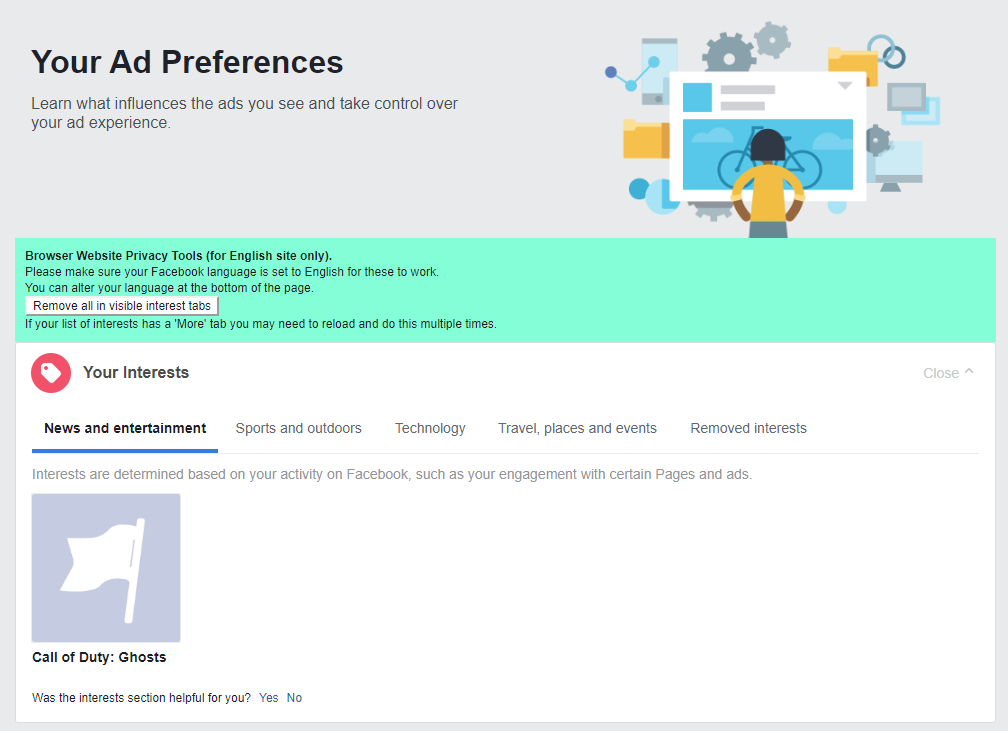 Your Ad Preferences
Learn what influences the ads you see and take control over
your ad experience.
Browser Website Privacy Tools (for English site only).
Please make sure your Facebook language is set to English for these to work.
You can alter your language at the bottom of the page.
Remove all in visible interest tabs
If your list of interests has a 'More' tab you may need to reload and do this multiple times.
Your Interests Close
News and entertainment Sports and outdoors Technology Travel, places and events Removed interests
Interests are determined based on your activity on Facebook, such as your engagement with certain Pages and ads.
Call of Duty: Ghosts
Was the interests section helpful for you? Yes No